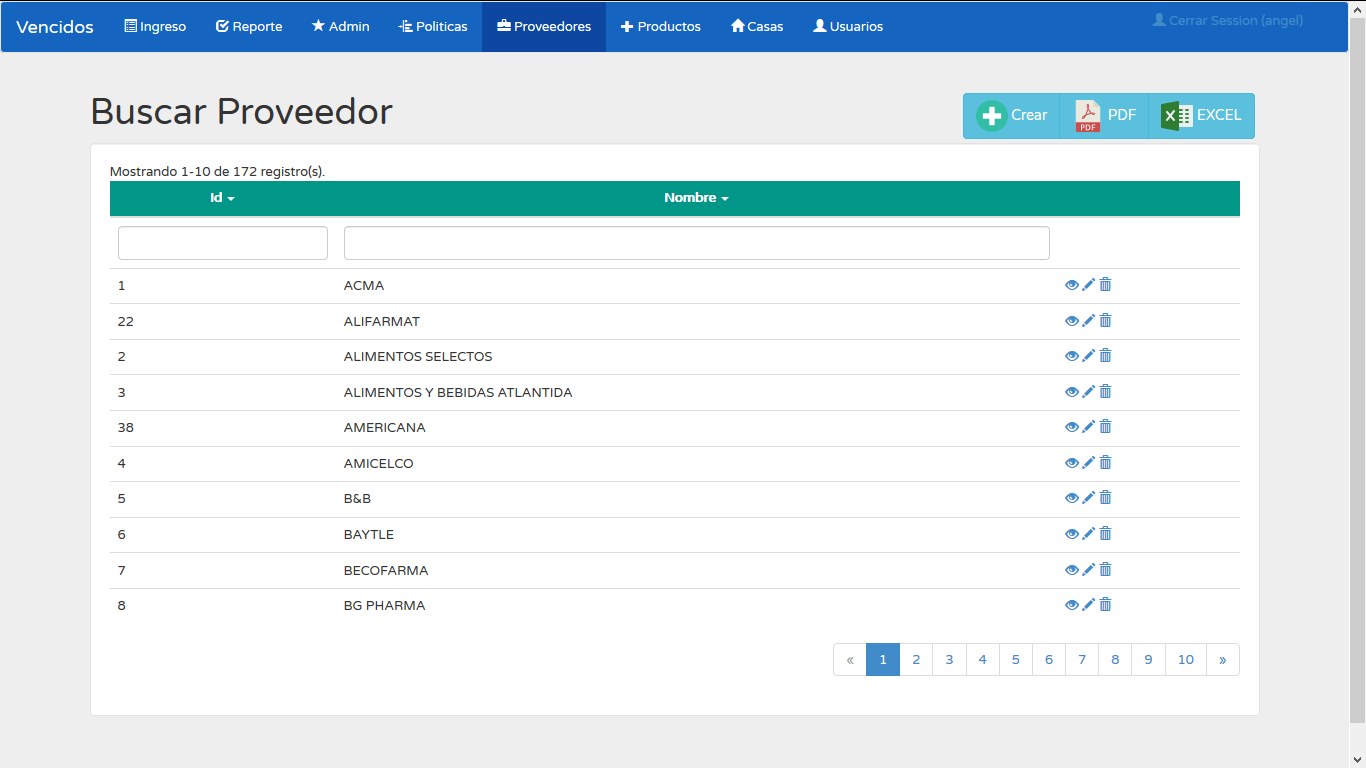 Vencidos Ingreso Reporte Admin Politicas Proveedores Productos Casas Usuarios Cerrar Session (angel)
Buscar Proveedor
Crear PDF PDF EXCEL
Mostrando 1-10 de 172 registro(s).
Id Nombre
1 ACMA
22 ALIFARMAT
2 ALIMENTOS SELECTOS
3 ALIMENTOS Y BEBIDAS ATLANTIDA
38 AMERICANA
4 AMICELCO
5 B&B
6 BAYTLE
7 BECOFARMA
8 BG PHARMA
« 1 2 3 4 5 6 7 8 9 10 »